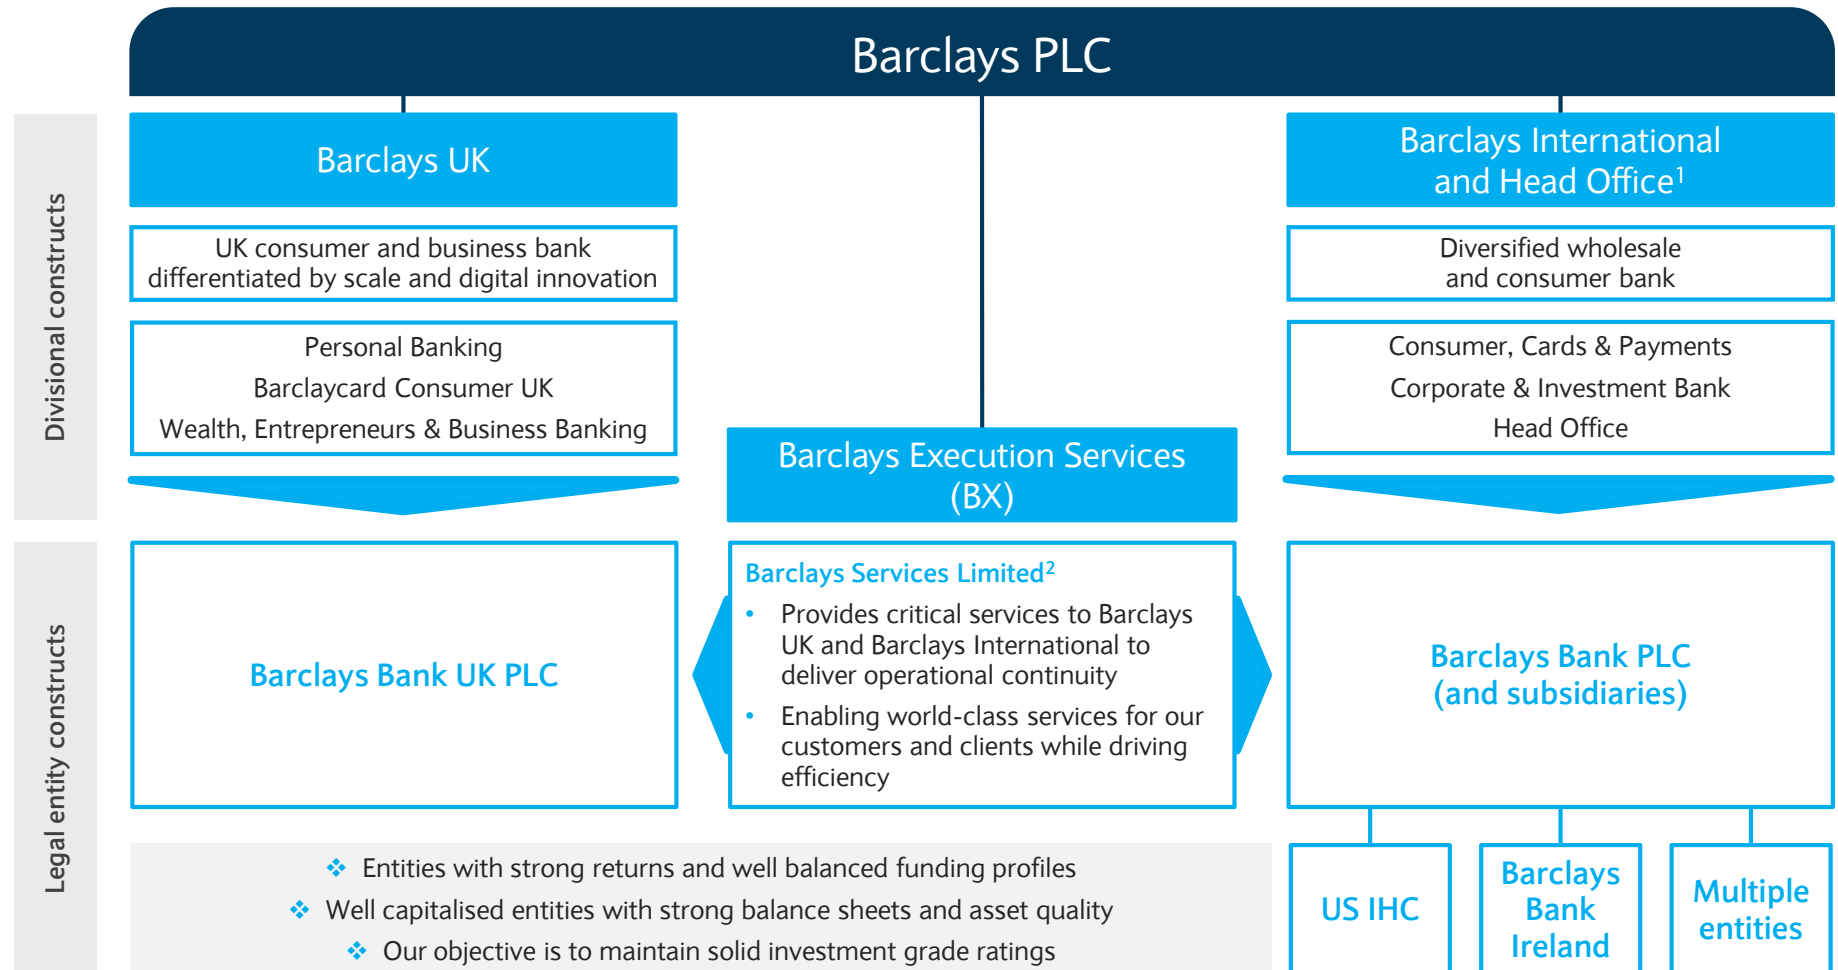 Barclays PLC
Divisional constructs
Barclays UK
UK consumer and business bank
differentiated by scale and digital innovation
Personal Banking
Barclaycard Consumer UK
Wealth, Entrepreneurs & Business Banking
Barclays International
and Head Office¹
Diversified wholesale
and consumer bank
Consumer, Cards & Payments
Corporate & Investment Bank
Head Office
Barclays Execution Services
(BX)
Legal entity constructs
Barclays Bank UK PLC
Barclays Services Limited²
• Provides critical services to Barclays
UK and Barclays International to
deliver operational continuity
• Enabling world-class services for our
customers and clients while driving
efficiency
Barclays Bank PLC
(and subsidiaries)
❖ Entities with strong returns and well balanced funding profiles
❖ Well capitalised entities with strong balance sheets and asset quality
❖ Our objective is to maintain solid investment grade ratings
US IHC
Barclays
Bank
Ireland
Multiple
entities